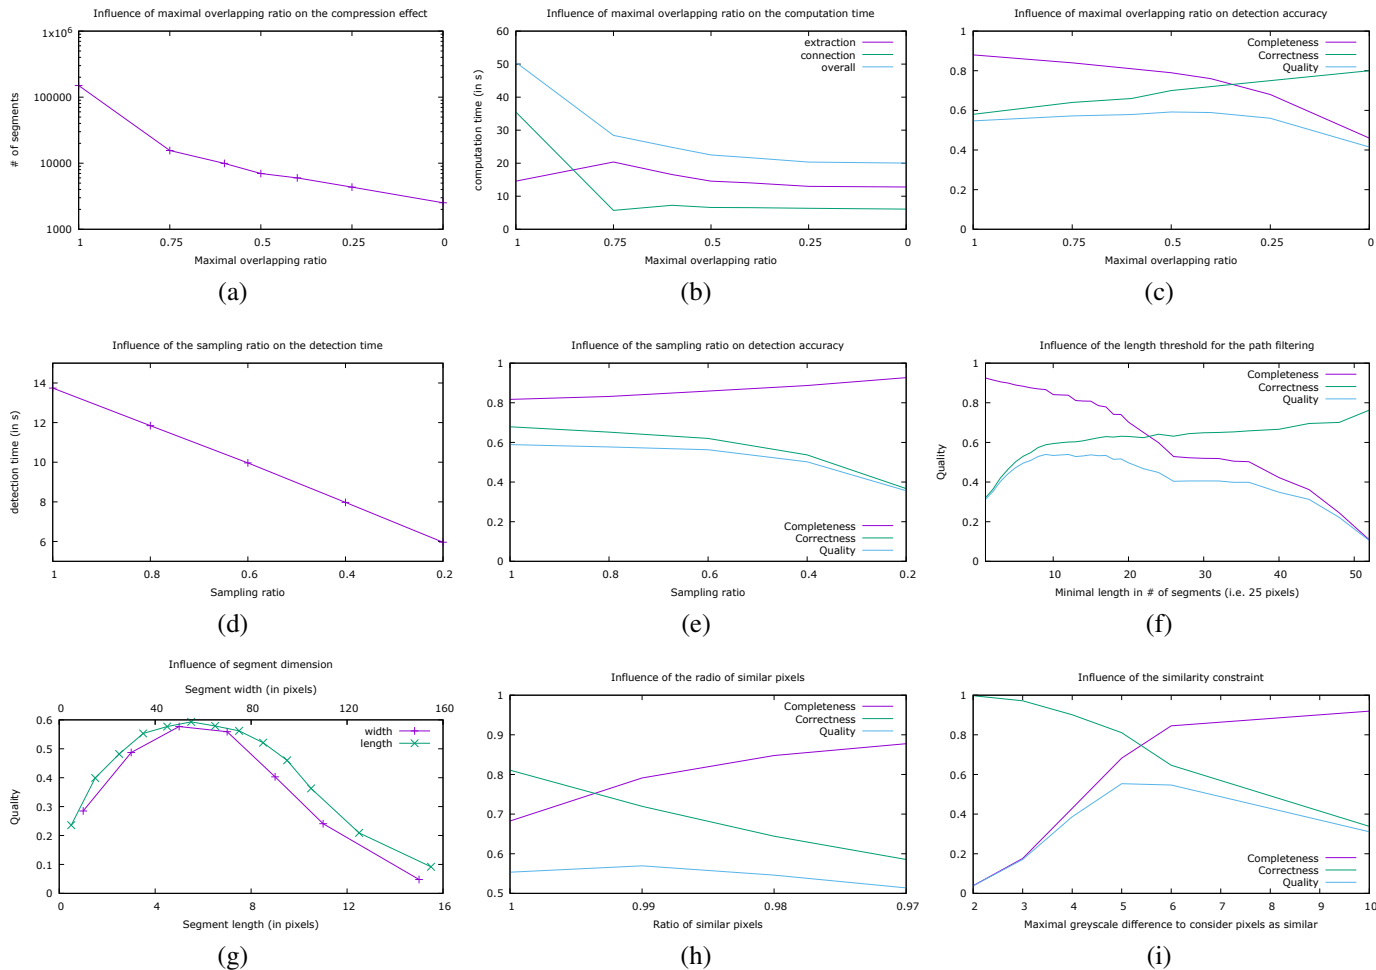 Influence of maximal overlapping ratio on the compression effect
# of segments
1x10^6
100000
10000
1000
1 0.75 0.5 0.25 0
Maximal overlapping ratio
(a)
Influence of maximal overlapping ratio on the computation time
computation time (in s)
60
50
40
30
20
10
0
extraction
connection
overall
1 0.75 0.5 0.25 0
Maximal overlapping ratio
(b)
Influence of maximal overlapping ratio on detection accuracy
1
0.8
0.6
0.4
0.2
0
Completeness
Correctness
Quality
1 0.75 0.5 0.25 0
Maximal overlapping ratio
(c)
Influence of the sampling ratio on the detection time
detection time (in s)
14
12
10
8
6
1 0.8 0.6 0.4 0.2
Sampling ratio
(d)
Influence of the sampling ratio on detection accuracy
1
0.8
0.6
0.4
0.2
0
Completeness
Correctness
Quality
1 0.8 0.6 0.4 0.2
Sampling ratio
(e)
Influence of the length threshold for the path filtering
Quality
1
0.8
0.6
0.4
0.2
0
Completeness
Correctness
Quality
10 20 30 40 50
Minimal length in # of segments (i.e. 25 pixels)
(f)
Influence of segment dimension
Segment width (in pixels)
0 40 80 120 160
Quality
0.6
0.5
0.4
0.3
0.2
0.1
0
width
length
0 4 8 12 16
Segment length (in pixels)
(g)
Influence of the radio of similar pixels
1
0.9
0.8
0.7
0.6
0.5
Completeness
Correctness
Quality
1 0.99 0.98 0.97
Ratio of similar pixels
(h)
Influence of the similarity constraint
1
0.8
0.6
0.4
0.2
0
Completeness
Correctness
Quality
2 3 4 5 6 7 8 9 10
Maximal greyscale difference to consider pixels as similar
(i)